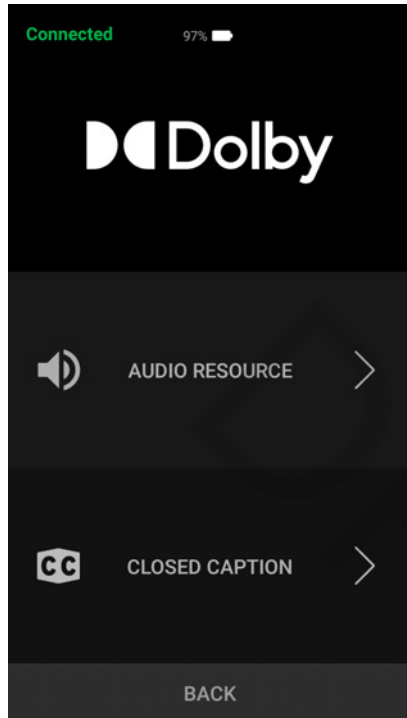 Connected 97%
Dolby
AUDIO RESOURCE
CC CLOSED CAPTION
BACK